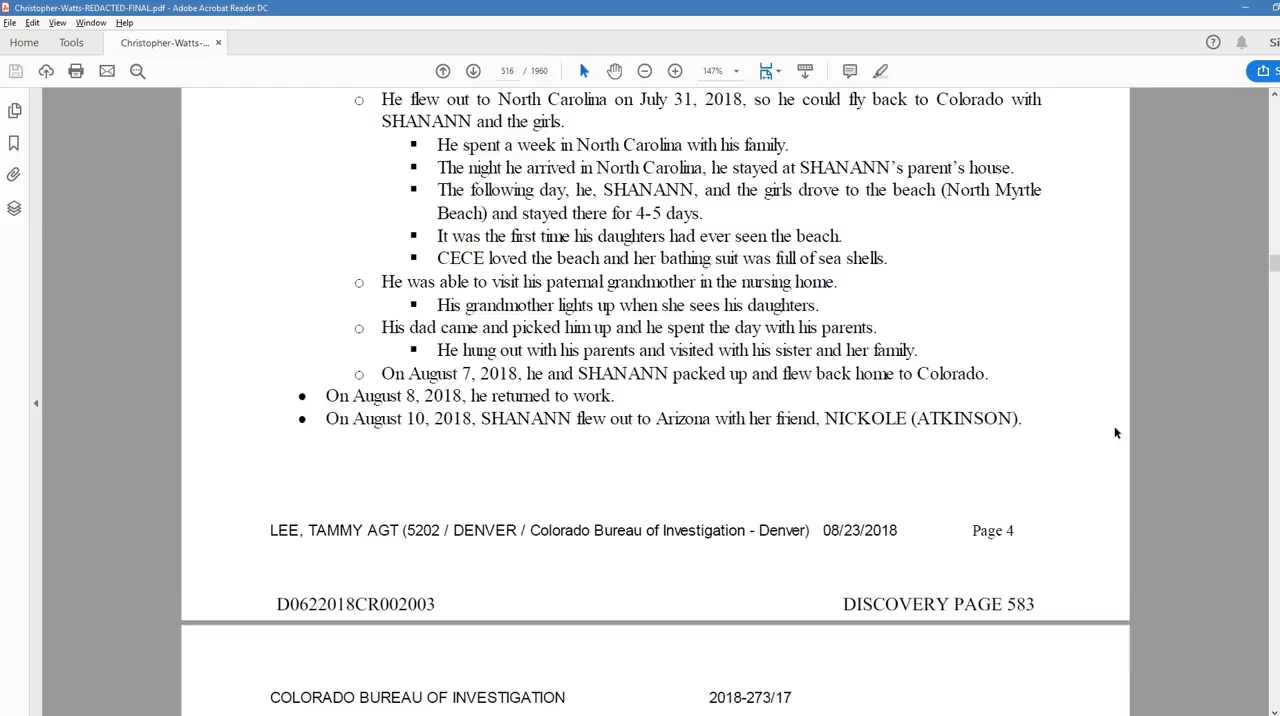 Christopher-Watts-REDACTED-FINAL.pdf - Adobe Acrobat Reader DC
File Edit View Window Help
Home Tools Christopher-Watts-... ×
516 / 1960 147%
○ He flew out to North Carolina on July 31, 2018, so he could fly back to Colorado with
SHANANN and the girls.
▪ He spent a week in North Carolina with his family.
▪ The night he arrived in North Carolina, he stayed at SHANANN's parent's house.
▪ The following day, he, SHANANN, and the girls drove to the beach (North Myrtle
Beach) and stayed there for 4-5 days.
▪ It was the first time his daughters had ever seen the beach.
▪ CECE loved the beach and her bathing suit was full of sea shells.
○ He was able to visit his paternal grandmother in the nursing home.
▪ His grandmother lights up when she sees his daughters.
○ His dad came and picked him up and he spent the day with his parents.
▪ He hung out with his parents and visited with his sister and her family.
○ On August 7, 2018, he and SHANANN packed up and flew back home to Colorado.
• On August 8, 2018, he returned to work.
• On August 10, 2018, SHANANN flew out to Arizona with her friend, NICKOLE (ATKINSON).
LEE, TAMMY AGT (5202 / DENVER / Colorado Bureau of Investigation - Denver) 08/23/2018 Page 4
D0622018CR002003 DISCOVERY PAGE 583
COLORADO BUREAU OF INVESTIGATION 2018-273/17